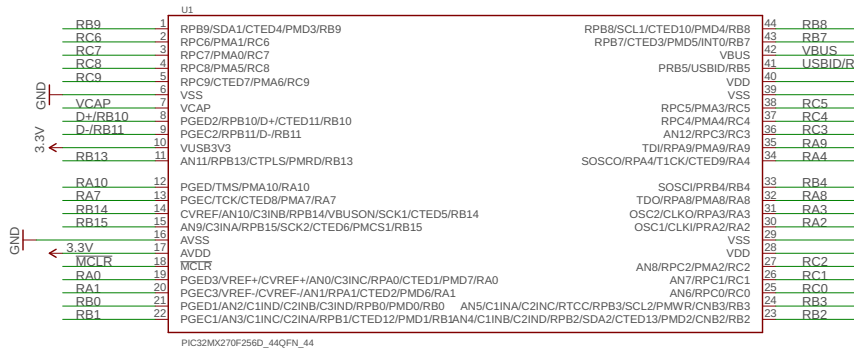 U1
RB9 1 RPB9/SDA1/CTED4/PMD3/RB9 RPB8/SCL1/CTED10/PMD4/RB8 44 RB8
RC6 2 RPC6/PMA1/RC6 RPB7/CTED3/PMD5/INT0/RB7 43 RB7
RC7 3 RPC7/PMA0/RC7 VBUS 42 VBUS
RC8 4 RPC8/PMA5/RC8 PRB5/USBID/RB5 41 USBID/R
RC9 5 RPC9/CTED7/PMA6/RC9 VDD 40
GND 6 VSS VSS 39
VCAP 7 VCAP RPC5/PMA3/RC5 38 RC5
D+/RB10 8 PGED2/RPB10/D+/CTED11/RB10 RPC4/PMA4/RC4 37 RC4
D-/RB11 9 PGEC2/RPB11/D-/RB11 AN12/RPC3/RC3 36 RC3
3.3V 10 VUSB3V3 TDI/RPA9/PMA9/RA9 35 RA9
RB13 11 AN11/RPB13/CTPLS/PMRD/RB13 SOSCO/RPA4/T1CK/CTED9/RA4 34 RA4
RA10 12 PGED/TMS/PMA10/RA10 SOSCI/PRB4/RB4 33 RB4
RA7 13 PGEC/TCK/CTED8/PMA7/RA7 TDO/RPA8/PMA8/RA8 32 RA8
RB14 14 CVREF/AN10/C3INB/RPB14/VBUSON/SCK1/CTED5/RB14 OSC2/CLKO/RPA3/RA3 31 RA3
RB15 15 AN9/C3INA/RPB15/SCK2/CTED6/PMCS1/RB15 OSC1/CLKI/PRA2/RA2 30 RA2
GND 16 AVSS VSS 29
3.3V 17 AVDD VDD 28
MCLR 18 MCLR AN8/RPC2/PMA2/RC2 27 RC2
RA0 19 PGED3/VREF+/CVREF+/AN0/C3INC/RPA0/CTED1/PMD7/RA0 AN7/RPC1/RC1 26 RC1
RA1 20 PGEC3/VREF-/CVREF-/AN1/RPA1/CTED2/PMD6/RA1 AN6/RPC0/RC0 25 RC0
RB0 21 PGED1/AN2/C1IND/C2INB/C3IND/RPB0/PMD0/RB0 AN5/C1INA/C2INC/RTCC/RPB3/SCL2/PMWR/CNB3/RB3 24 RB3
RB1 22 PGEC1/AN3/C1INC/C2INA/RPB1/CTED12/PMD1/RB1 AN4/C1INB/C2IND/RPB2/SDA2/CTED13/PMD2/CNB2/RB2 23 RB2
PIC32MX270F256D_44QFN_44